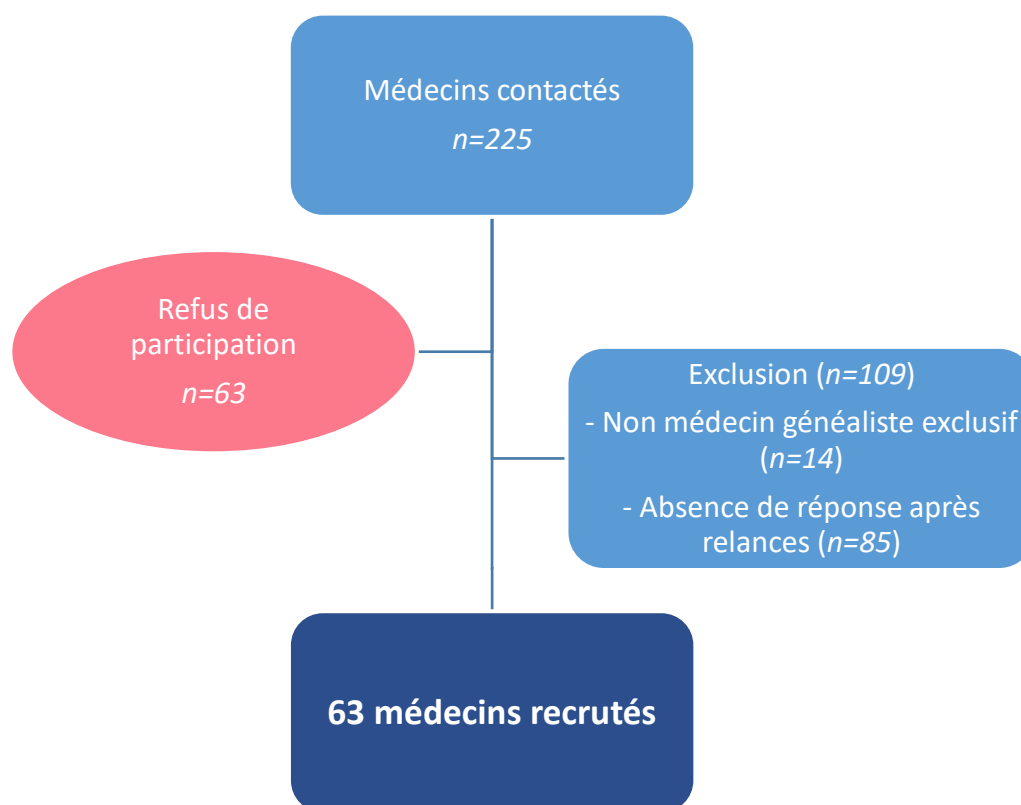 Médecins contactés
n=225
Refus de
participation
n=63
Exclusion (n=109)
- Non médecin généaliste exclusif
(n=14)
- Absence de réponse après
relances (n=85)
63 médecins recrutés